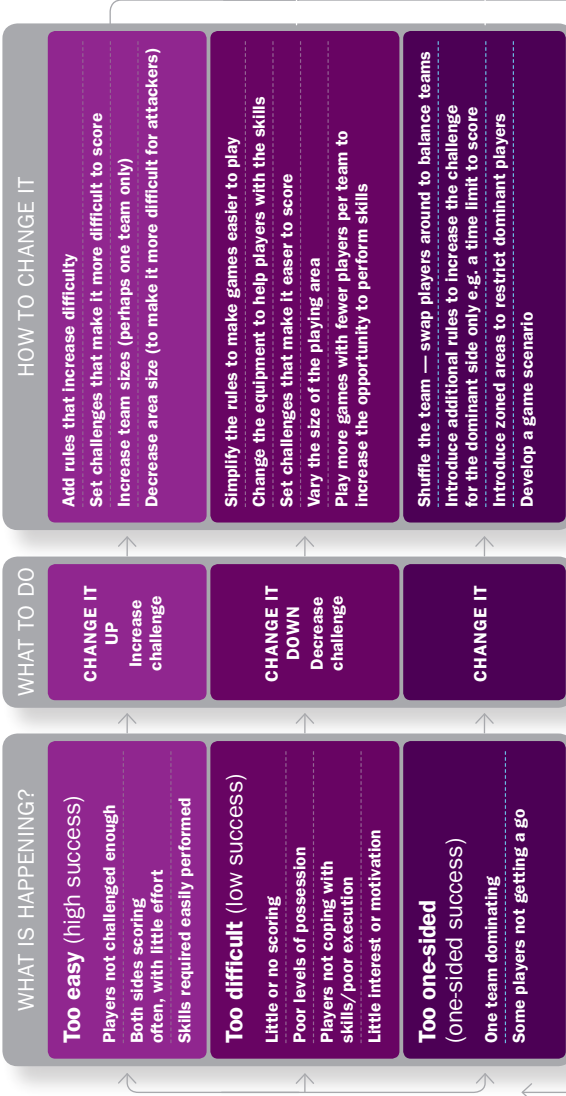 WHAT IS HAPPENING?
Too easy (high success)
Players not challenged enough
Both sides scoring
often, with little effort
Skills required easily performed
Too difficult (low success)
Little or no scoring
Poor levels of possession
Players not coping with
skills/poor execution
Little interest or motivation
Too one-sided
(one-sided success)
One team dominating
Some players not getting a go
WHAT TO DO
CHANGE IT
UP
Increase
challenge
CHANGE IT
DOWN
Decrease
challenge
CHANGE IT
HOW TO CHANGE IT
Add rules that increase difficulty
Set challenges that make it more difficult to score
Increase team sizes (perhaps one team only)
Decrease area size (to make it more difficult for attackers)
Simplify the rules to make games easier to play
Change the equipment to help players with the skills
Set challenges that make it easier to score
Vary the size of the playing area
Play more games with fewer players per team to
increase the opportunity to perform skills
Shuffle the team — swap players around to balance teams
Introduce additional rules to increase the challenge
for the dominant side only e.g. a time limit to score
Introduce zoned areas to restrict dominant players
Develop a game scenario